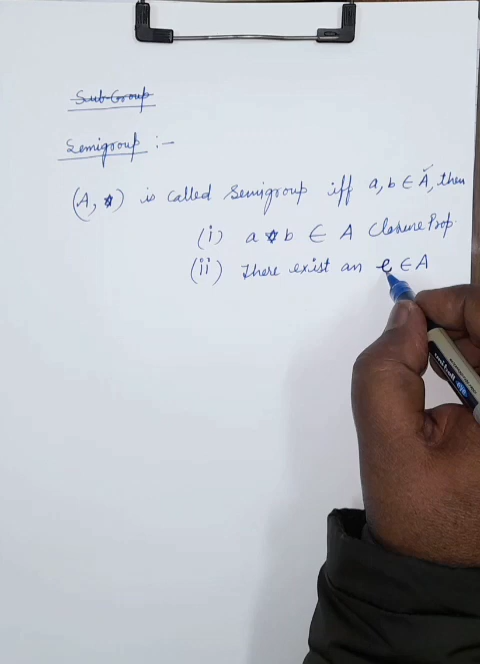 Sub Group
Semigroup :-
(A, *) is called Semigroup iff a, b ∈ A, then
(i) a * b ∈ A Closure Prop.
(ii) There exist an e ∈ A